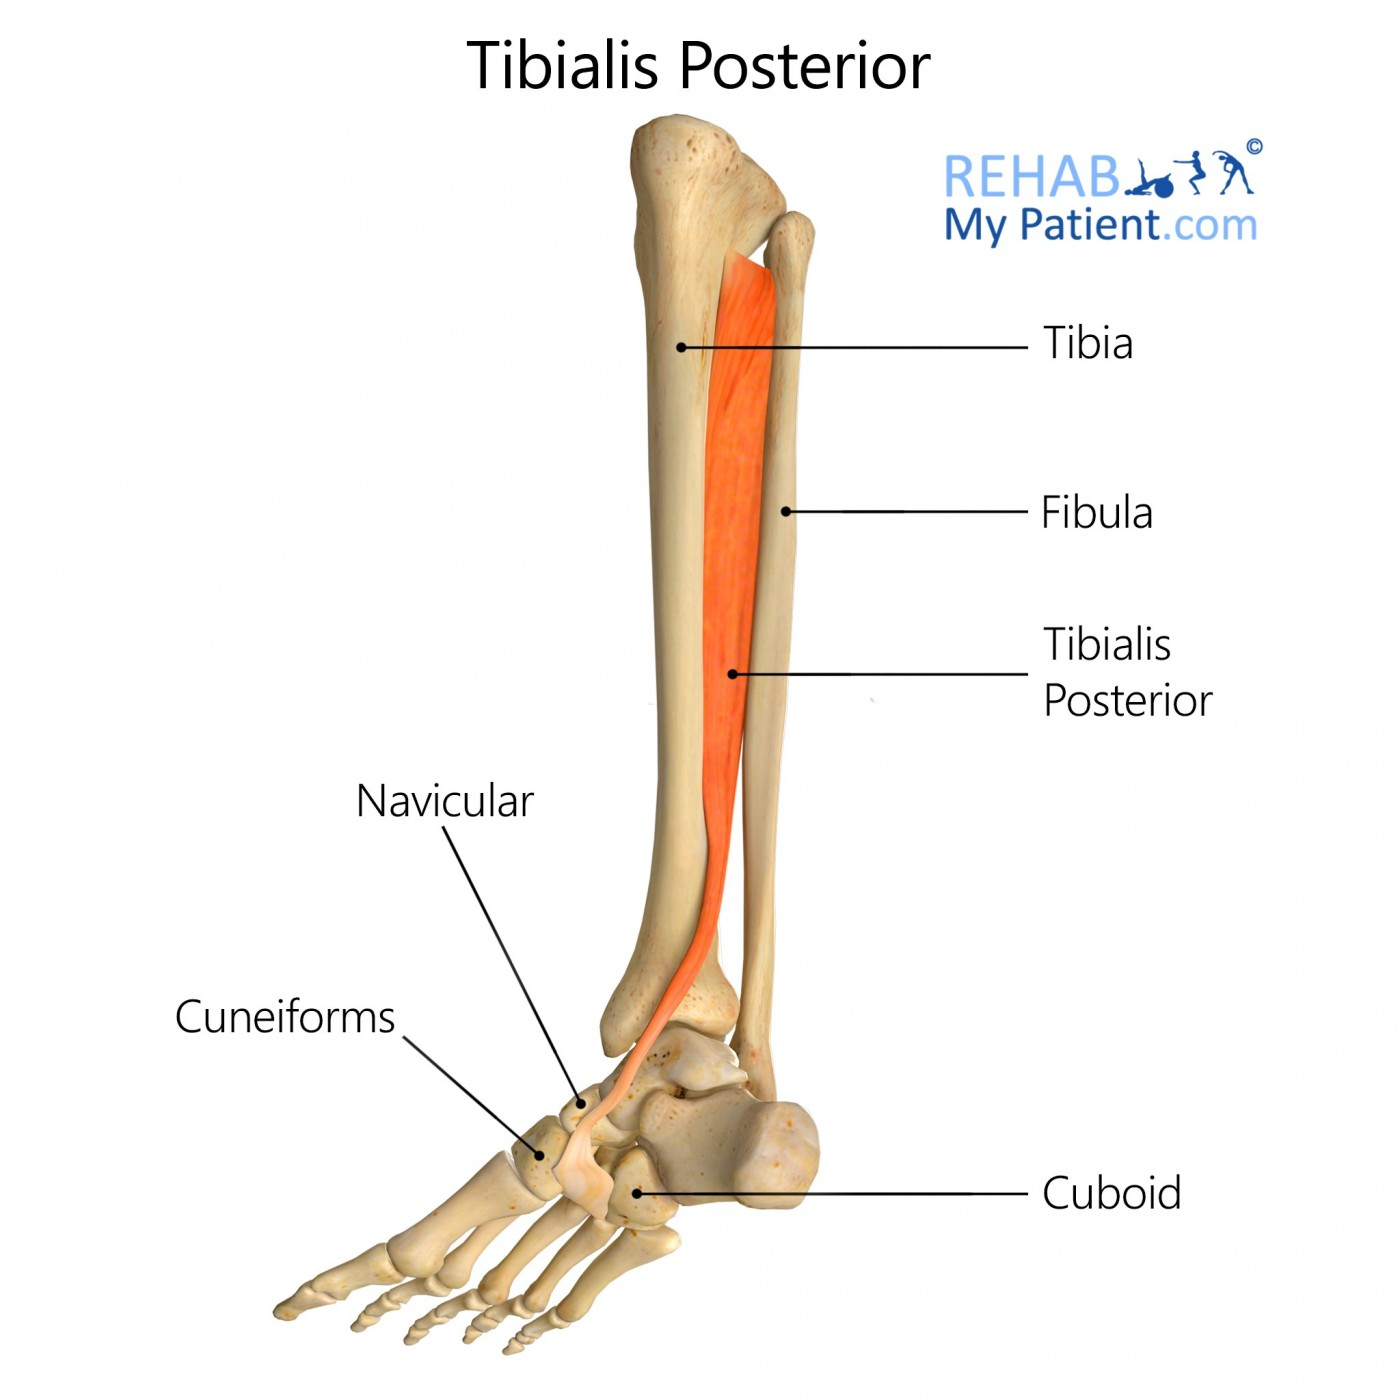 Tibialis Posterior
REHAB ©
My Patient.com
Tibia
Fibula
Tibialis
Posterior
Navicular
Cuneiforms
Cuboid